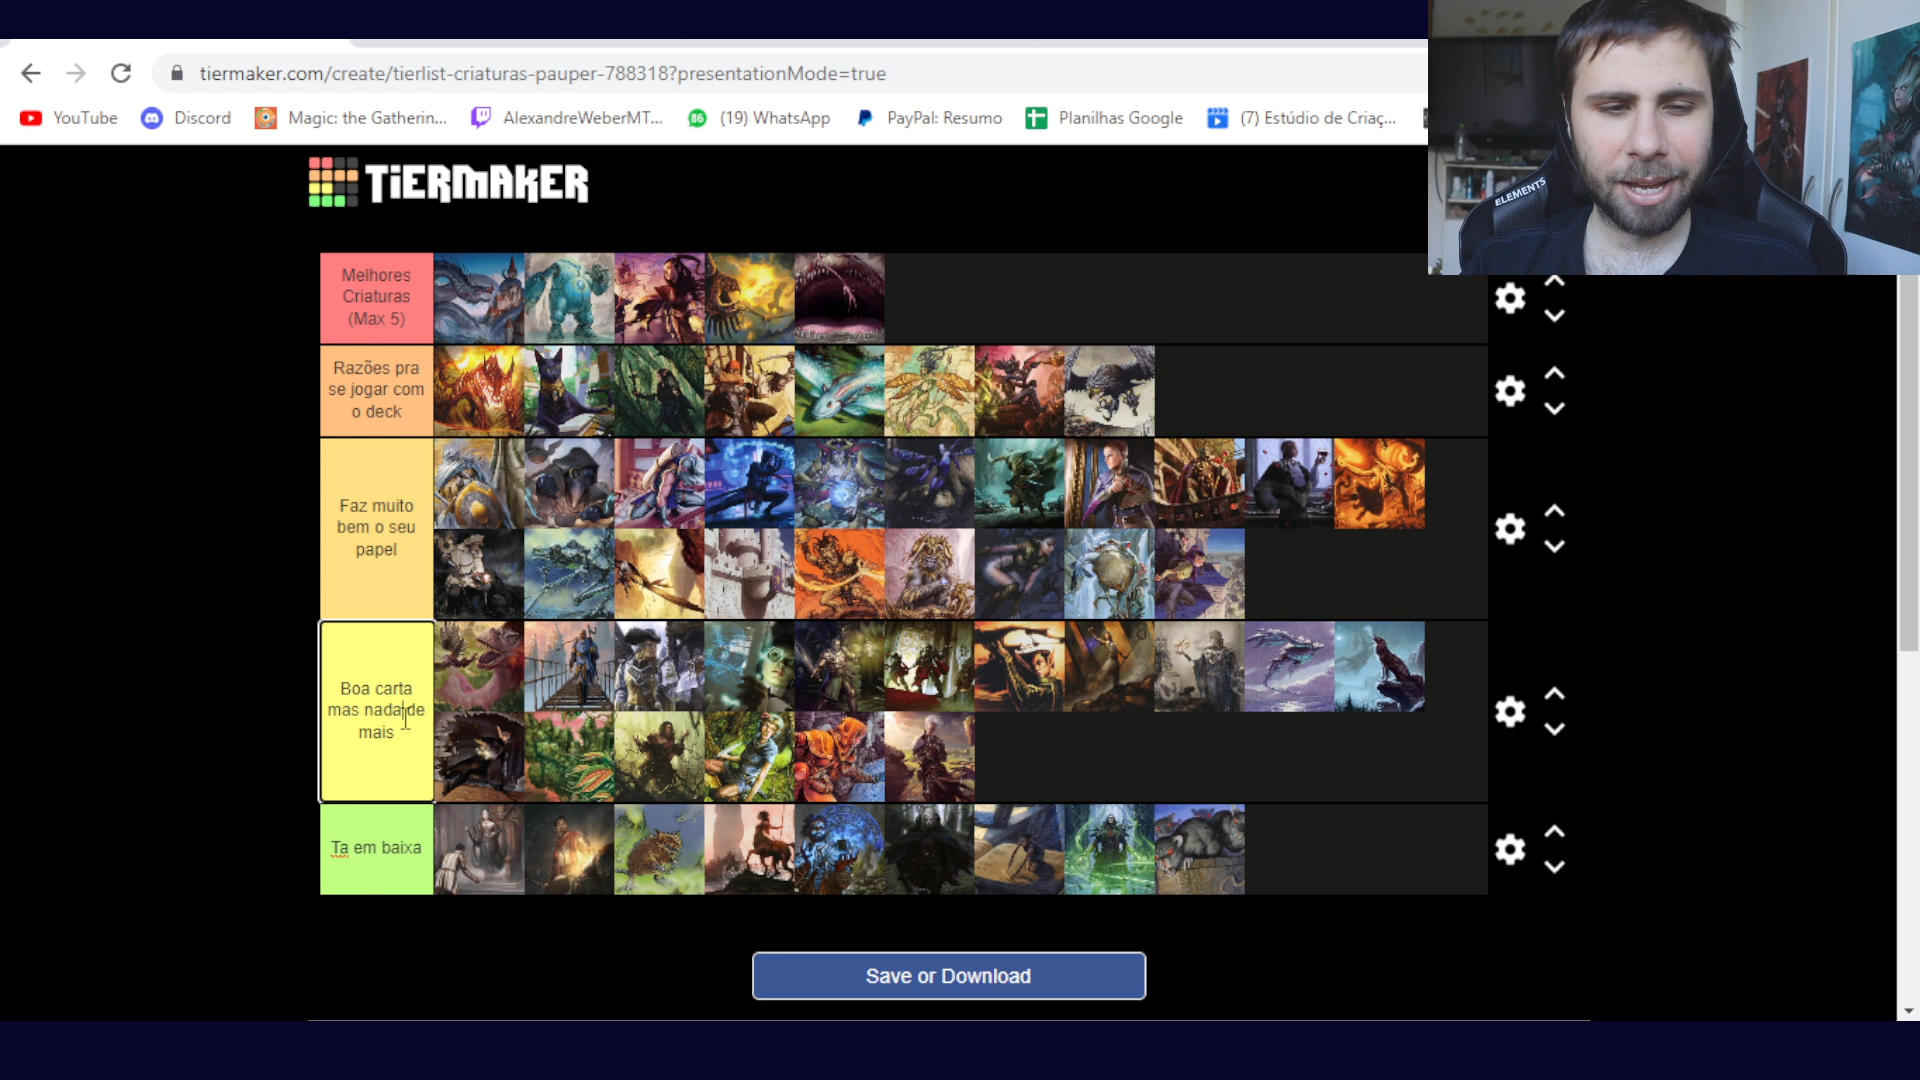 tiermaker.com/create/tierlist-criaturas-pauper-788318?presentationMode=true
YouTube Discord Magic: the Gatherin... AlexandreWeberMT... 86 (19) WhatsApp PayPal: Resumo Planilhas Google (7) Estúdio de Criaç...
TiERMAKER
ELEMENTS
Melhores
Criaturas
(Max 5)
Razões pra
se jogar com
o deck
Faz muito
bem o seu
papel
Boa carta
mas nada de
mais
Ta em baixa
Save or Download